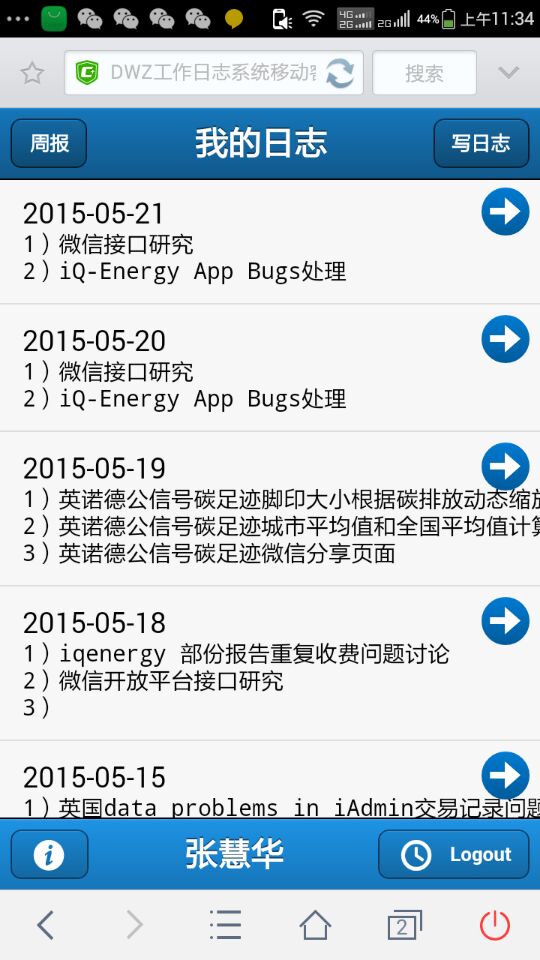 4G
2G
2G
44%
上午11:34
DWZ工作日志系统移动客
搜索
周报
我的日志
写日志
2015-05-21
1）微信接口研究
2）iQ-Energy App Bugs处理
2015-05-20
1）微信接口研究
2）iQ-Energy App Bugs处理
2015-05-19
1）英诺德公信号碳足迹脚印大小根据碳排放动态缩放
2）英诺德公信号碳足迹城市平均值和全国平均值计算
3）英诺德公信号碳足迹微信分享页面
2015-05-18
1）iqenergy 部份报告重复收费问题讨论
2）微信开放平台接口研究
3）
2015-05-15
1）英国data problems in iAdmin交易记录问题
张慧华
Logout
2